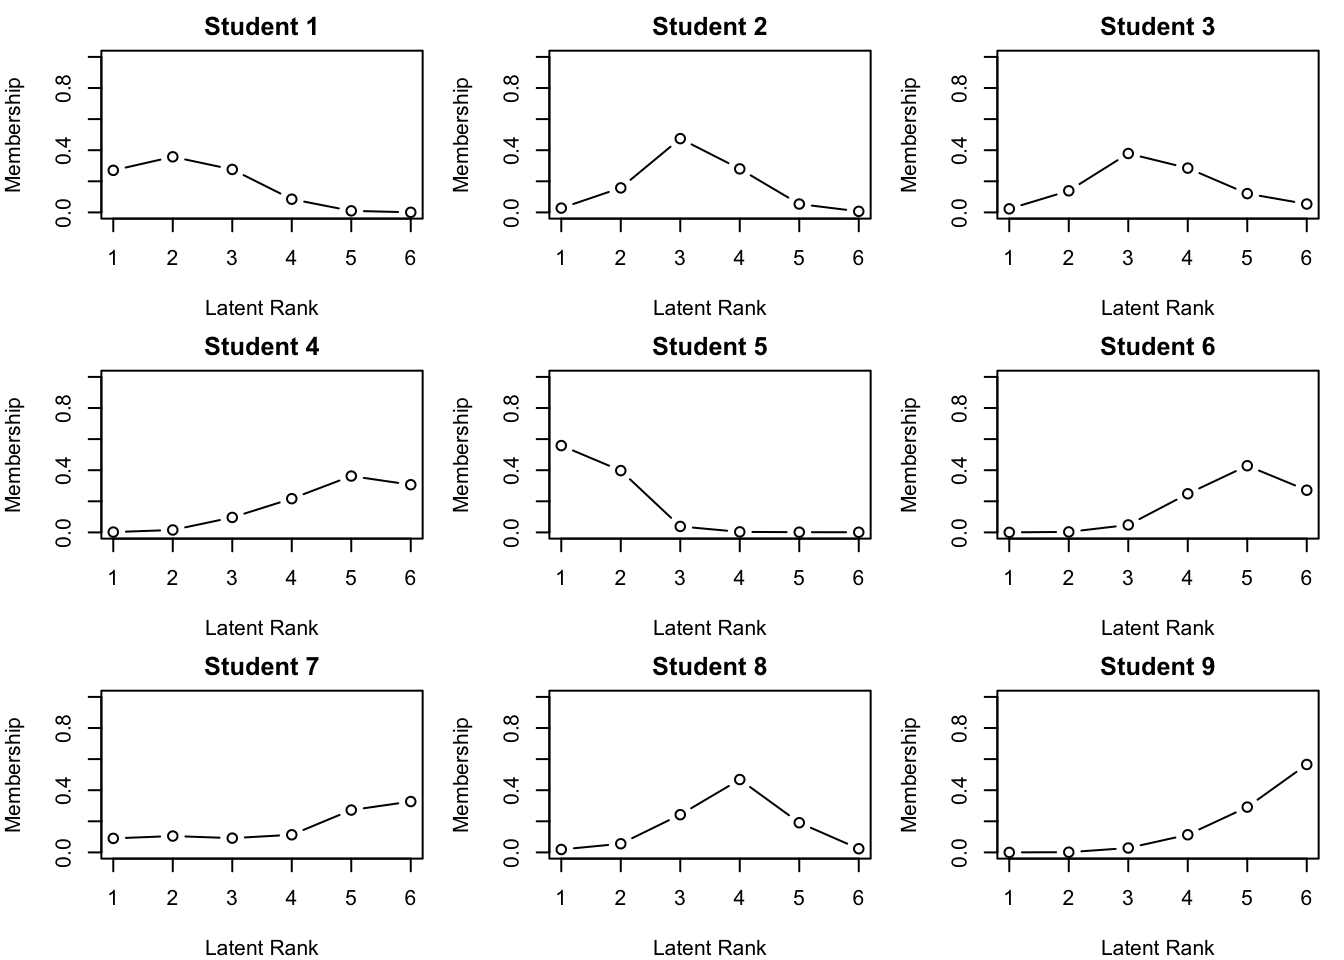 Student 1
Membership
0.0 0.4 0.8
1 2 3 4 5 6
Latent Rank
Student 2
Membership
0.0 0.4 0.8
1 2 3 4 5 6
Latent Rank
Student 3
Membership
0.0 0.4 0.8
1 2 3 4 5 6
Latent Rank
Student 4
Membership
0.0 0.4 0.8
1 2 3 4 5 6
Latent Rank
Student 5
Membership
0.0 0.4 0.8
1 2 3 4 5 6
Latent Rank
Student 6
Membership
0.0 0.4 0.8
1 2 3 4 5 6
Latent Rank
Student 7
Membership
0.0 0.4 0.8
1 2 3 4 5 6
Latent Rank
Student 8
Membership
0.0 0.4 0.8
1 2 3 4 5 6
Latent Rank
Student 9
Membership
0.0 0.4 0.8
1 2 3 4 5 6
Latent Rank